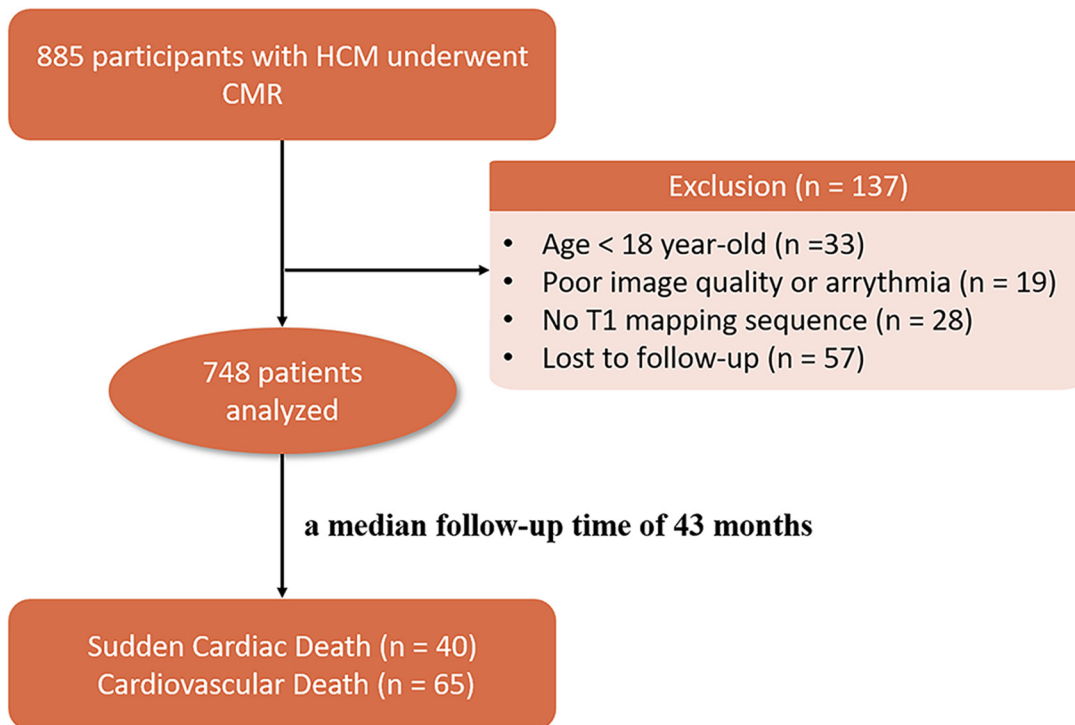 885 participants with HCM underwent
CMR
Exclusion (n = 137)
• Age < 18 year-old (n =33)
• Poor image quality or arrythmia (n = 19)
• No T1 mapping sequence (n = 28)
• Lost to follow-up (n = 57)
748 patients
analyzed
a median follow-up time of 43 months
Sudden Cardiac Death (n = 40)
Cardiovascular Death (n = 65)